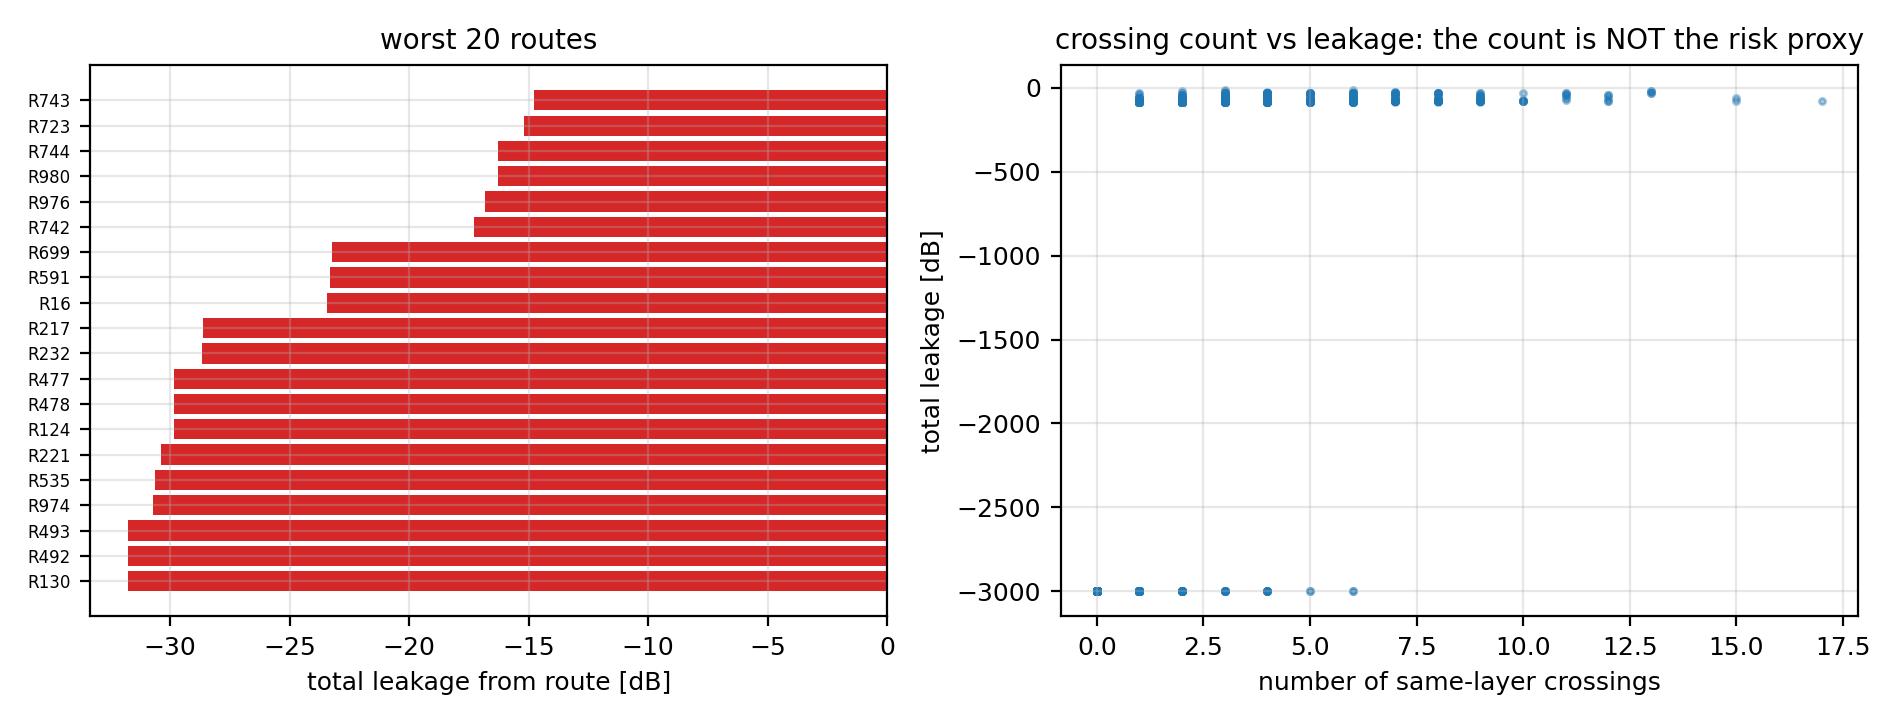 worst 20 routes
R743
R723
R744
R980
R976
R742
R699
R591
R16
R217
R232
R477
R478
R124
R221
R535
R974
R493
R492
R130
−30 −25 −20 −15 −10 −5 0
total leakage from route [dB]
crossing count vs leakage: the count is NOT the risk proxy
total leakage [dB]
0
−500
−1000
−1500
−2000
−2500
−3000
0.0 2.5 5.0 7.5 10.0 12.5 15.0 17.5
number of same-layer crossings